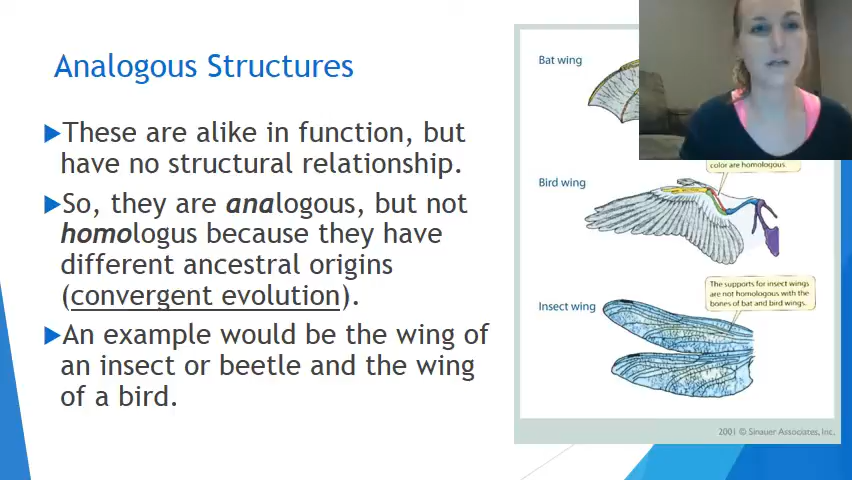 Analogous Structures
These are alike in function, but
have no structural relationship.
So, they are analogous, but not
homologus because they have
different ancestral origins
(convergent evolution).
An example would be the wing of
an insect or beetle and the wing
of a bird.
Bat wing
color are homologous.
Bird wing
The supports for insect wings
are not homologous with the
bones of bat and bird wings.
Insect wing
2001 © Sinauer Associates, Inc.